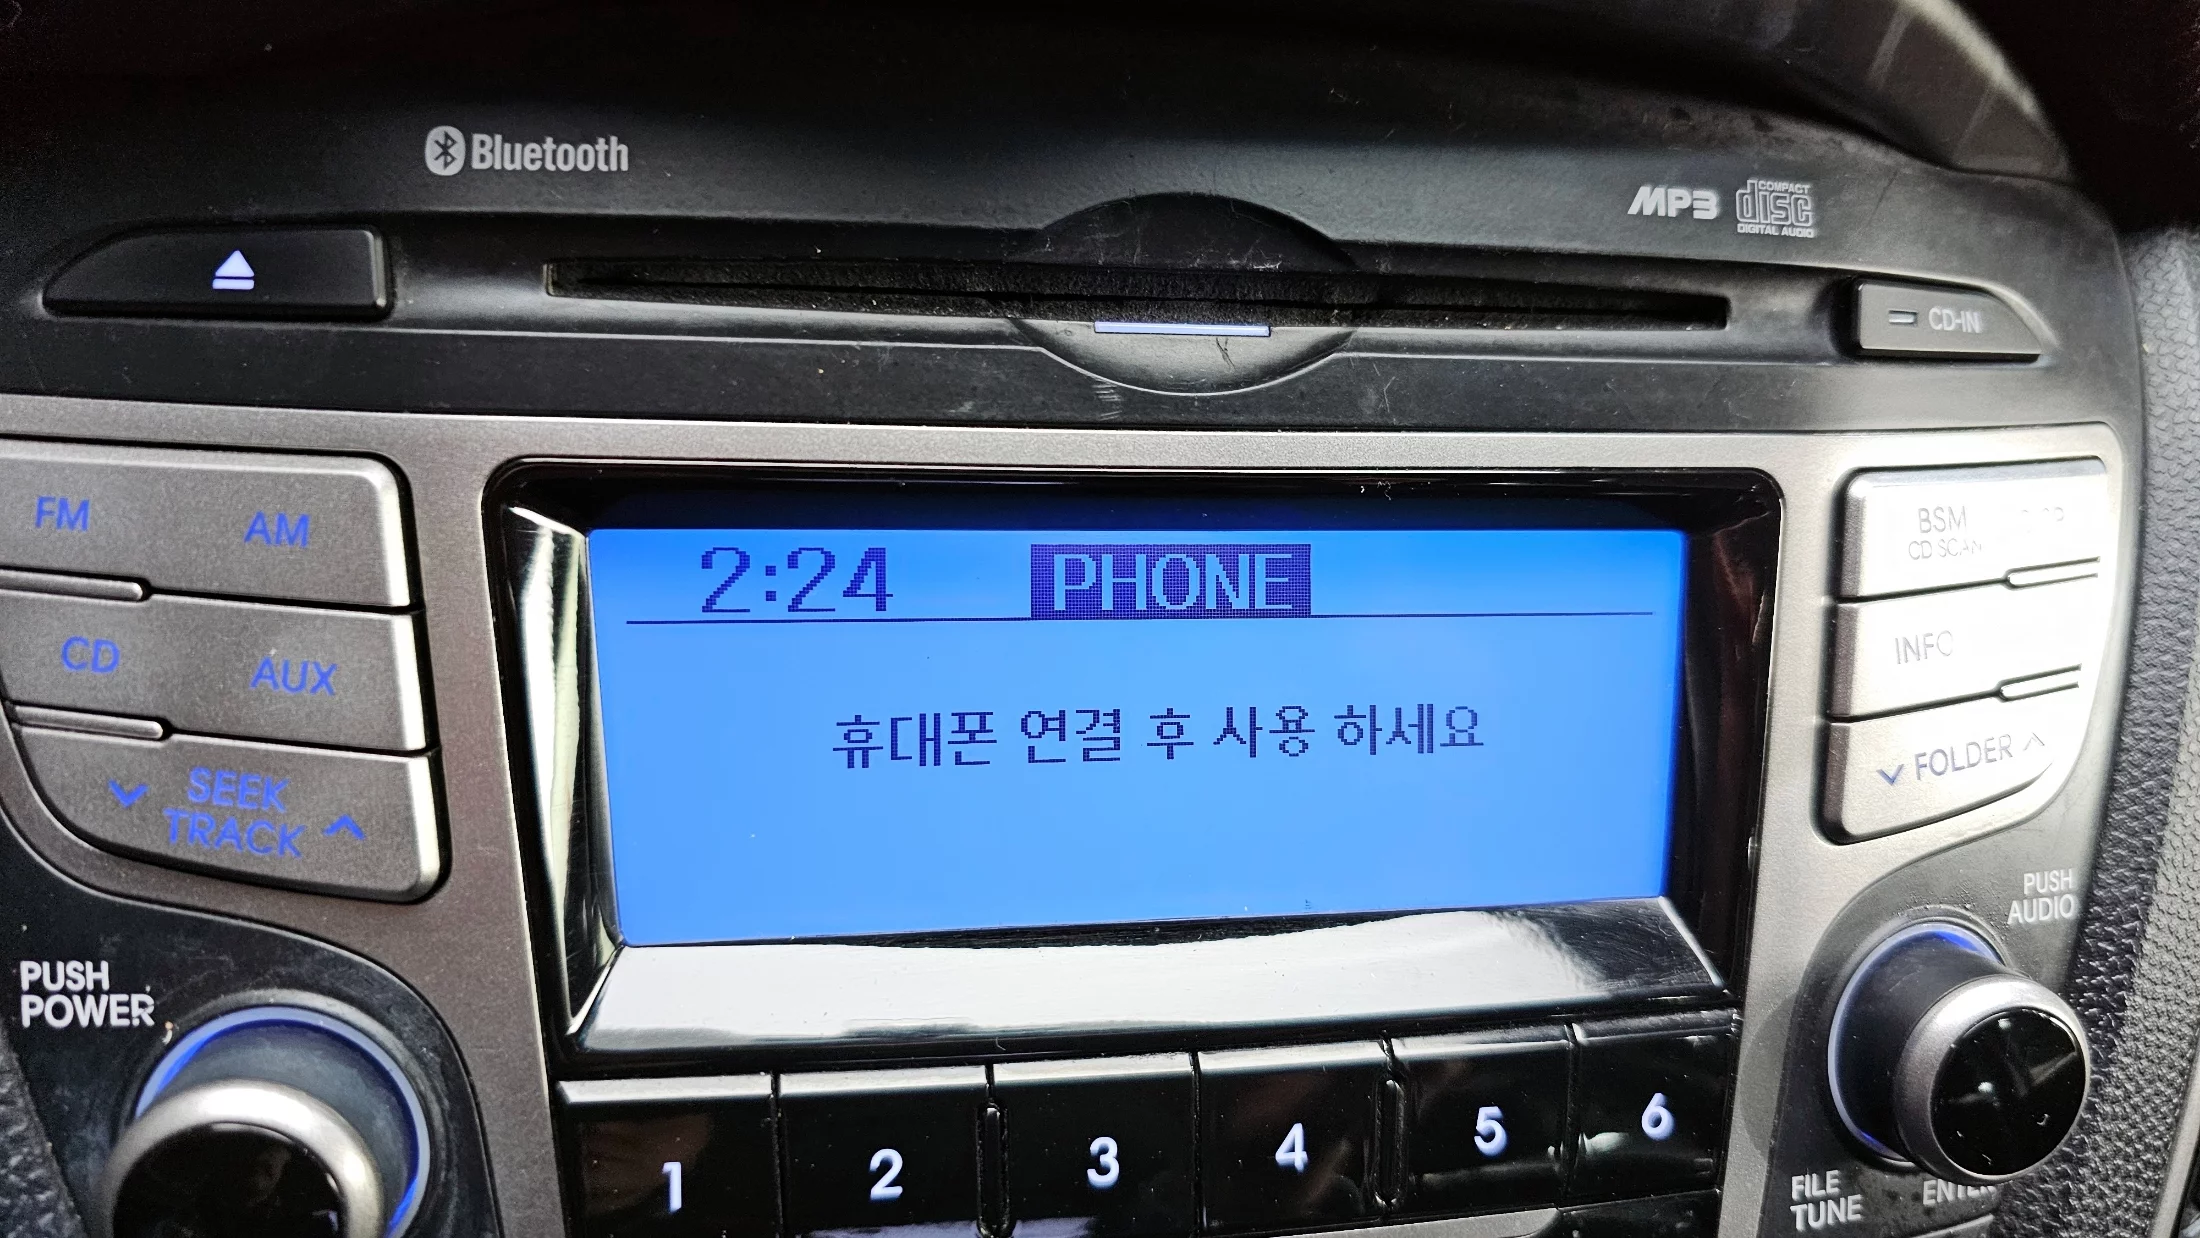 Bluetooth
MP3
COMPACT
disc
DIGITAL AUDIO
CD-IN
FM
AM
BSM
CD SCAN
2:24 PHONE
CD
AUX
INFO
휴대폰 연결 후 사용 하세요
SEEK
TRACK
FOLDER
PUSH
AUDIO
PUSH
POWER
1
2
3
4
5
6
FILE
TUNE
ENTER